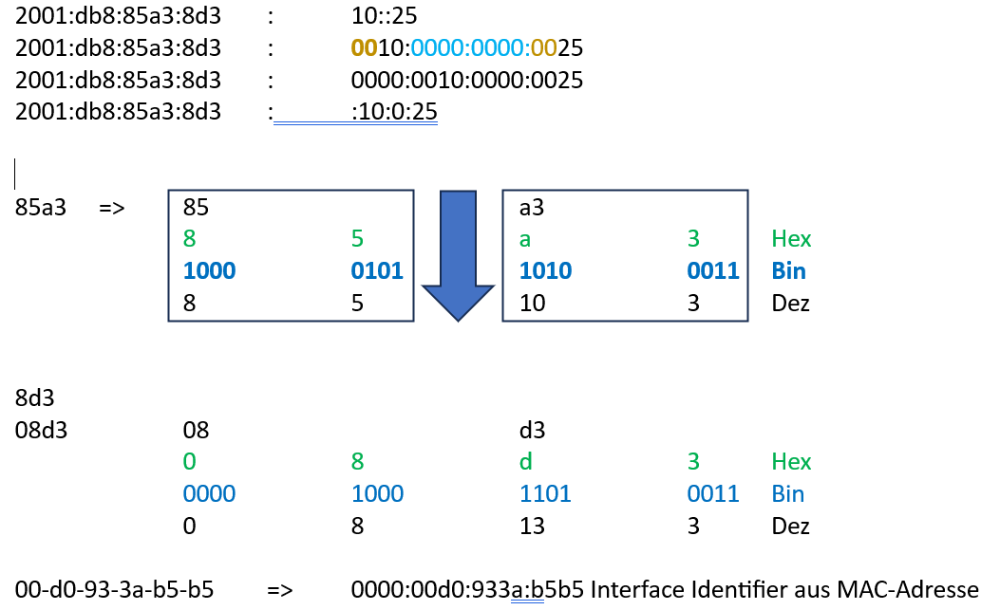 2001:db8:85a3:8d3 : 10::25
2001:db8:85a3:8d3 : 0010:0000:0000:0025
2001:db8:85a3:8d3 : 0000:0010:0000:0025
2001:db8:85a3:8d3 : :10:0:25
85a3 => 85 a3
8 5 a 3 Hex
1000 0101 1010 0011 Bin
8 5 10 3 Dez
8d3
08d3 08 d3
0 8 d 3 Hex
0000 1000 1101 0011 Bin
0 8 13 3 Dez
00-d0-93-3a-b5-b5 => 0000:00d0:933a:b5b5 Interface Identifier aus MAC-Adresse